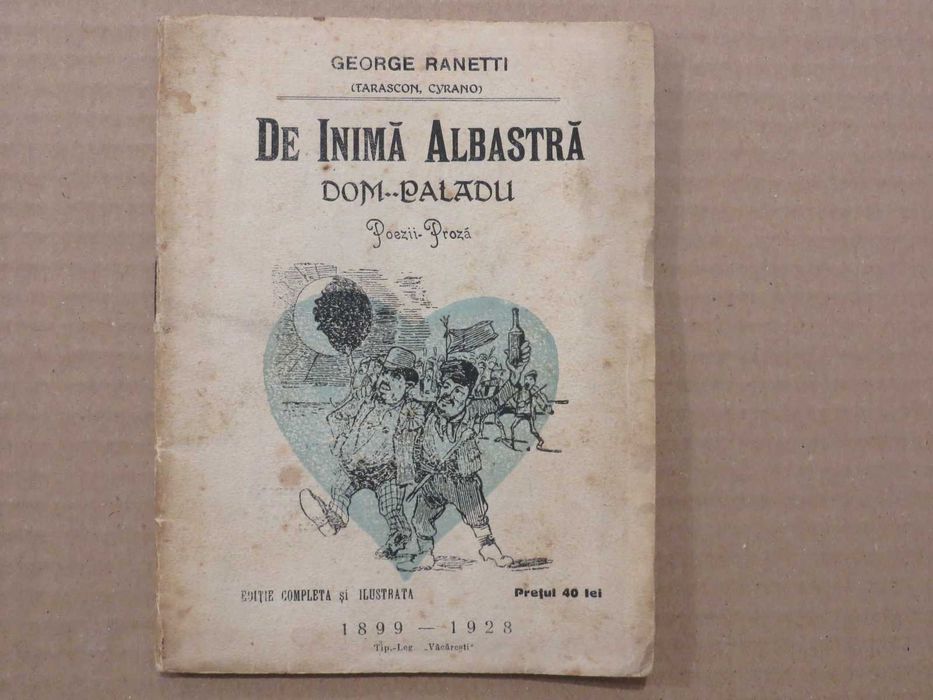 GEORGE RANETTI
(TARASCON, CYRANO)
DE INIMĂ ALBASTRĂ
DOM-PALADU
Poezii-Proză
EDIȚIE COMPLETA și ILUSTRATA
Prețul 40 lei
1899 — 1928
Tip.-Leg. „Văcărești"